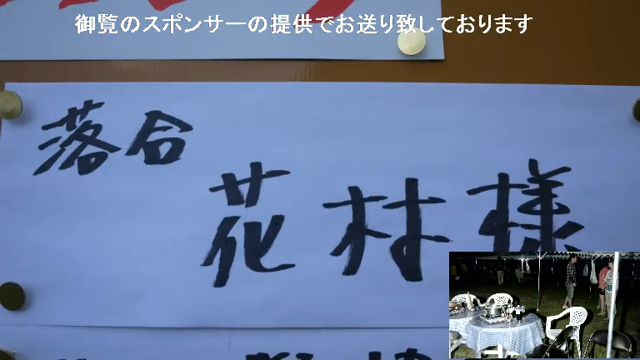 御覧のスポンサーの提供でお送り致しております
落合
花村様